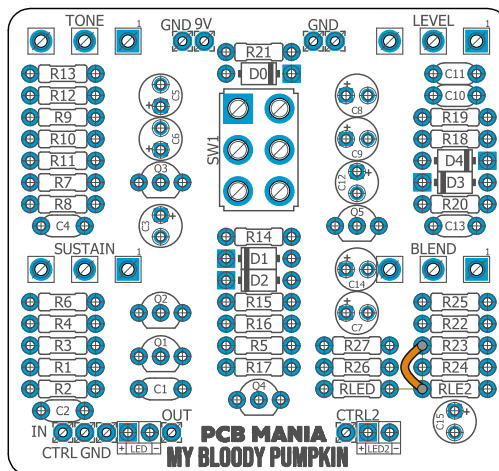 TONE GND 9V GND LEVEL
1 1
R21
R13 D0 C11
R12 C5 C8 C10
R9 R19
R10 C6 C9 R18
R11 SW1 D4
R7 Q3 C12 D3
R8 R20
C4 C3 Q5 C13
R14
SUSTAIN 1 D1 BLEND 1
C14
D2
R6 Q2 R15 R25
R4 R16 C7 R22
R3 Q1 R5 R27 R23
R1 R17 R26 R24
R2 C1 RLED RLE2
C2 Q4 C15
IN OUT CTRL2
CTRL GND + LED - + LED2 -
PCB MANIA
MY BLOODY PUMPKIN